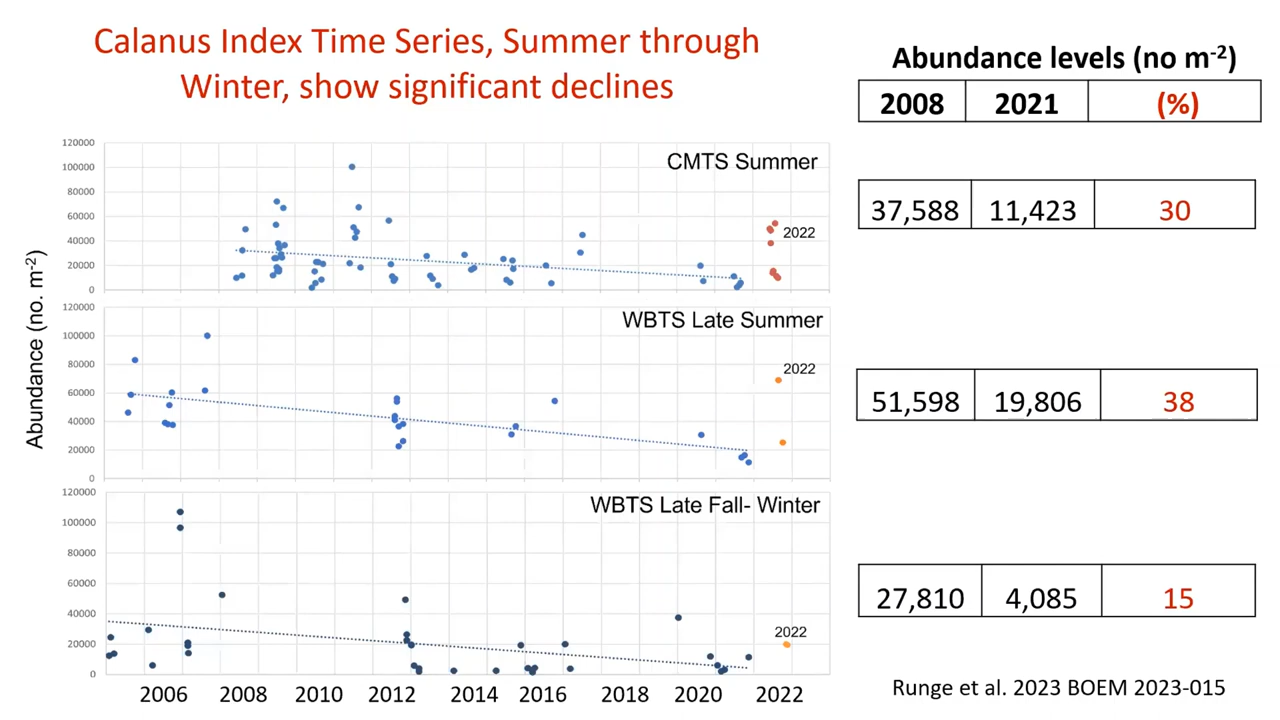 Calanus Index Time Series, Summer through
Winter, show significant declines
Abundance levels (no m-2)
2008 2021 (%)
Abundance (no. m-2)
120000
100000
80000
60000
40000
20000
0
CMTS Summer
2022
37,588 11,423 30
120000
100000
80000
60000
40000
20000
0
WBTS Late Summer
2022
51,598 19,806 38
120000
100000
80000
60000
40000
20000
0
WBTS Late Fall- Winter
2022
27,810 4,085 15
2006 2008 2010 2012 2014 2016 2018 2020 2022
Runge et al. 2023 BOEM 2023-015